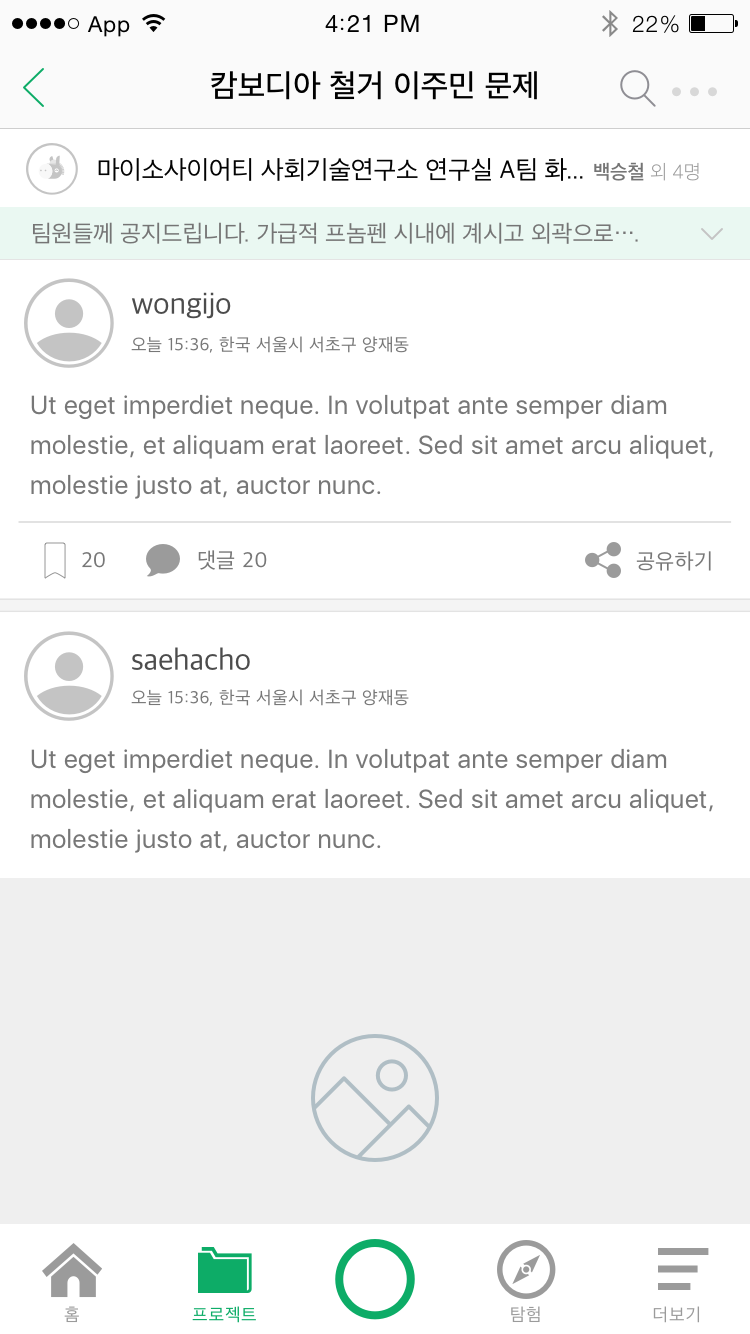 App 4:21 PM 22%
캄보디아 철거 이주민 문제
마이소사이어티 사회기술연구소 연구실 A팀 화... 백승철 외 4명
팀원들께 공지드립니다. 가급적 프놈펜 시내에 계시고 외곽으로···.
wongijo
오늘 15:36, 한국 서울시 서초구 양재동
Ut eget imperdiet neque. In volutpat ante semper diam
molestie, et aliquam erat laoreet. Sed sit amet arcu aliquet,
molestie justo at, auctor nunc.
20 댓글 20 공유하기
saehacho
오늘 15:36, 한국 서울시 서초구 양재동
Ut eget imperdiet neque. In volutpat ante semper diam
molestie, et aliquam erat laoreet. Sed sit amet arcu aliquet,
molestie justo at, auctor nunc.
홈 프로젝트 탐험 더보기